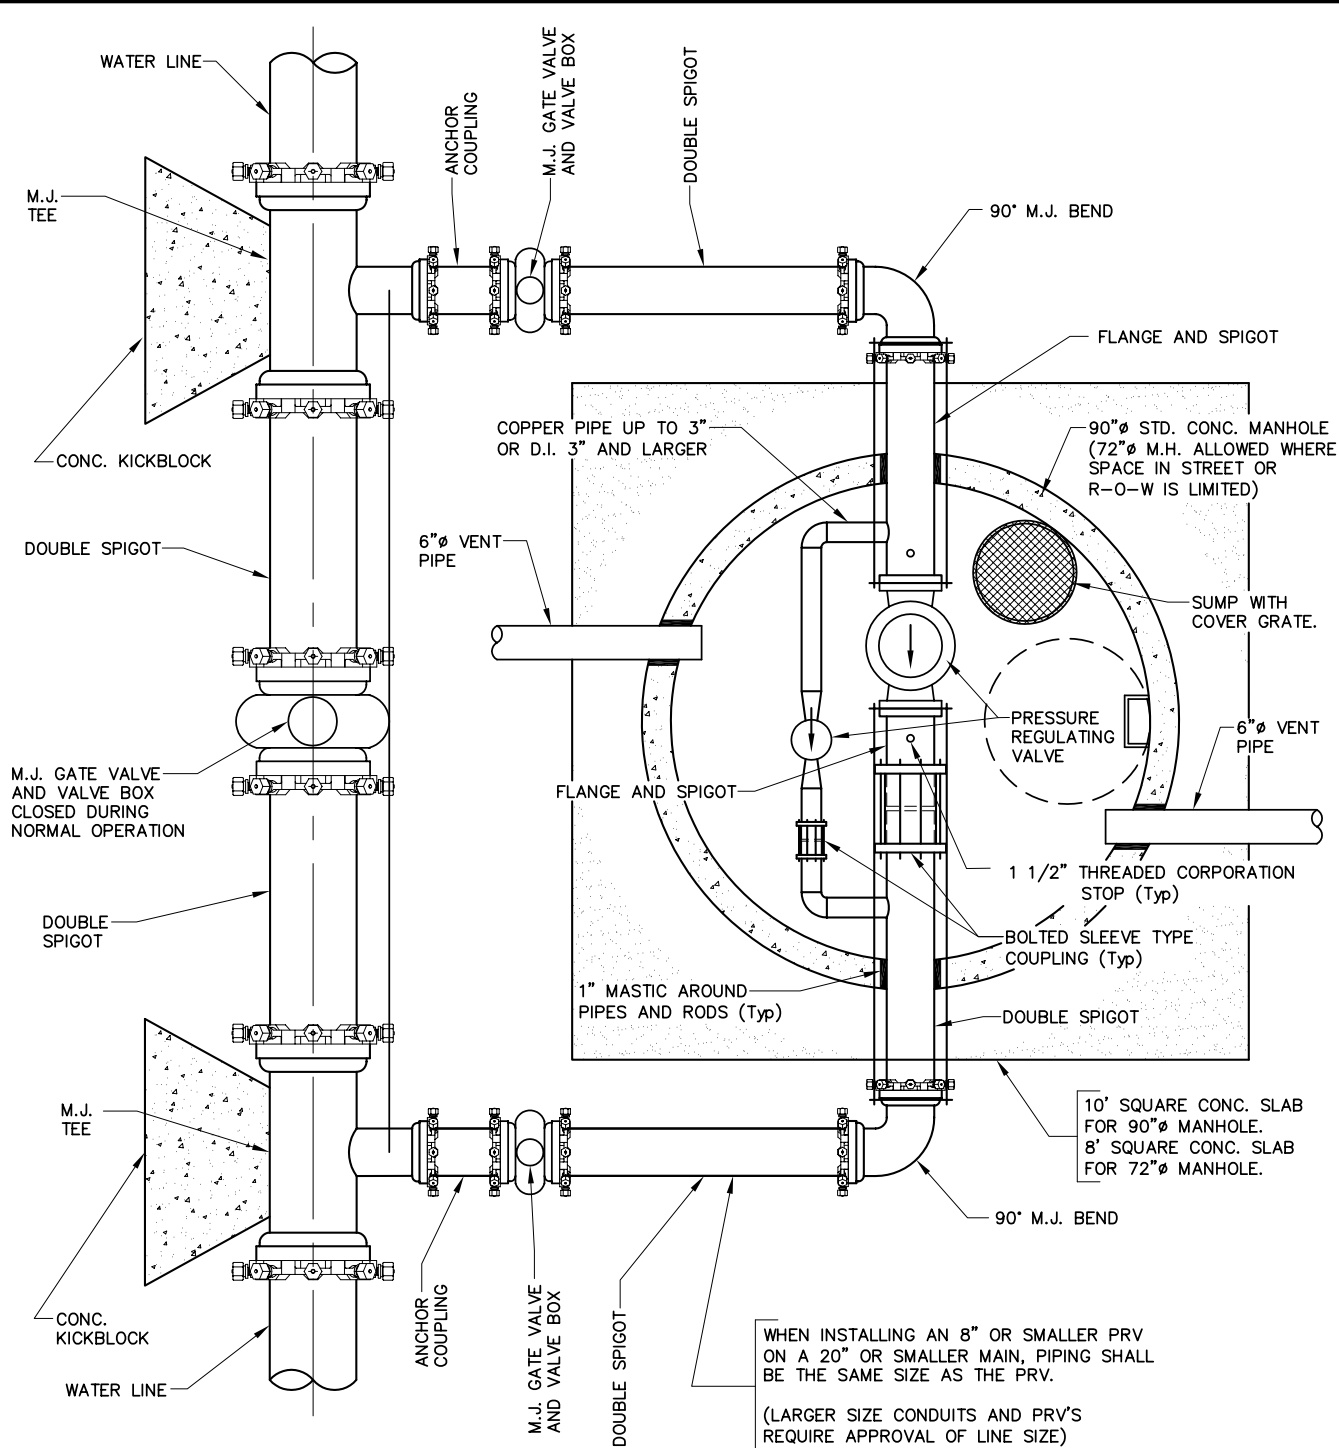 WATER LINE
ANCHOR
COUPLING
M.J. GATE VALVE
AND VALVE BOX
DOUBLE SPIGOT
M.J.
TEE
90° M.J. BEND
FLANGE AND SPIGOT
CONC. KICKBLOCK
COPPER PIPE UP TO 3"
OR D.I. 3" AND LARGER
90"ø STD. CONC. MANHOLE
(72"ø M.H. ALLOWED WHERE
SPACE IN STREET OR
R-O-W IS LIMITED)
DOUBLE SPIGOT
6"ø VENT
PIPE
SUMP WITH
COVER GRATE.
PRESSURE
REGULATING
VALVE
6"ø VENT
PIPE
M.J. GATE VALVE
AND VALVE BOX
CLOSED DURING
NORMAL OPERATION
FLANGE AND SPIGOT
1 1/2" THREADED CORPORATION
STOP (Typ)
DOUBLE
SPIGOT
BOLTED SLEEVE TYPE
COUPLING (Typ)
1" MASTIC AROUND
PIPES AND RODS (Typ)
DOUBLE SPIGOT
M.J.
TEE
10' SQUARE CONC. SLAB
FOR 90"ø MANHOLE.
8' SQUARE CONC. SLAB
FOR 72"ø MANHOLE.
90° M.J. BEND
CONC.
KICKBLOCK
WATER LINE
ANCHOR
COUPLING
M.J. GATE VALVE
AND VALVE BOX
DOUBLE SPIGOT
WHEN INSTALLING AN 8" OR SMALLER PRV
ON A 20" OR SMALLER MAIN, PIPING SHALL
BE THE SAME SIZE AS THE PRV.
(LARGER SIZE CONDUITS AND PRV'S
REQUIRE APPROVAL OF LINE SIZE)